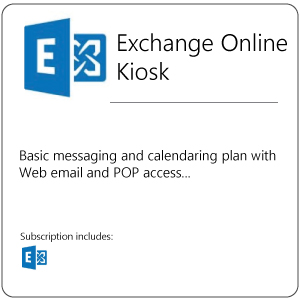 Exchange Online
Kiosk
Basic messaging and calendaring plan with
Web email and POP access...
Subscription includes: